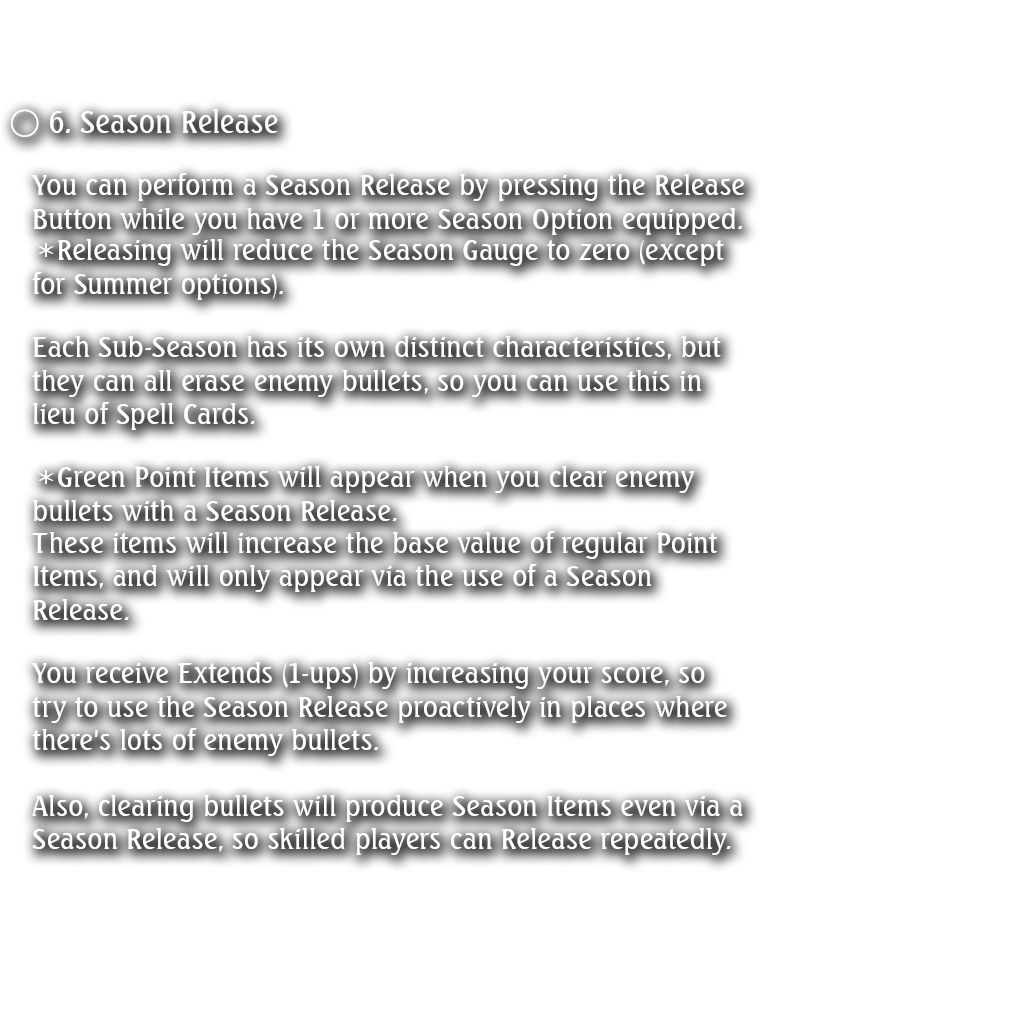 ○ 6. Season Release
You can perform a Season Release by pressing the Release
Button while you have 1 or more Season Option equipped.
*Releasing will reduce the Season Gauge to zero (except
for Summer options).
Each Sub-Season has its own distinct characteristics, but
they can all erase enemy bullets, so you can use this in
lieu of Spell Cards.
*Green Point Items will appear when you clear enemy
bullets with a Season Release.
These items will increase the base value of regular Point
Items, and will only appear via the use of a Season
Release.
You receive Extends (1-ups) by increasing your score, so
try to use the Season Release proactively in places where
there's lots of enemy bullets.
Also, clearing bullets will produce Season Items even via a
Season Release, so skilled players can Release repeatedly.